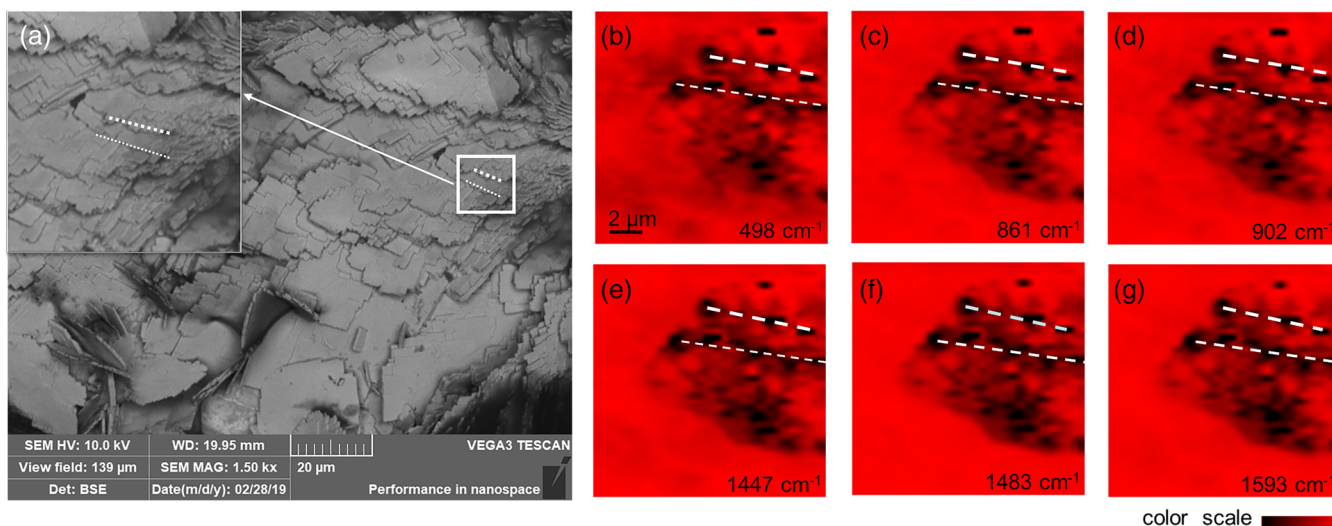 (a)
SEM HV: 10.0 kV WD: 19.95 mm VEGA3 TESCAN
View field: 139 µm SEM MAG: 1.50 kx 20 µm
Det: BSE Date(m/d/y): 02/28/19 Performance in nanospace
(b) (c) (d)
2 µm 498 cm⁻¹ 861 cm⁻¹ 902 cm⁻¹
(e) (f) (g)
1447 cm⁻¹ 1483 cm⁻¹ 1593 cm⁻¹
color scale